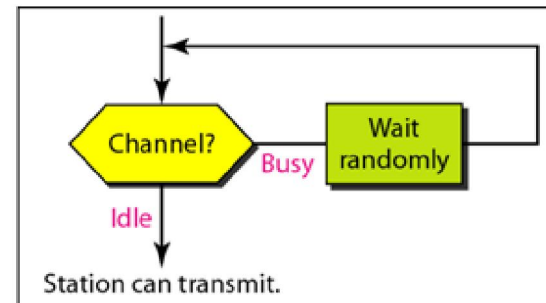 Channel?
Busy
Wait
randomly
Idle
Station can transmit.